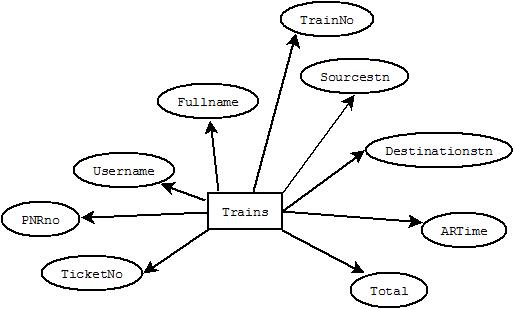 TrainNo
Sourcestn
Fullname
Destinationstn
Username
Trains
PNRno
ARTime
TicketNo
Total